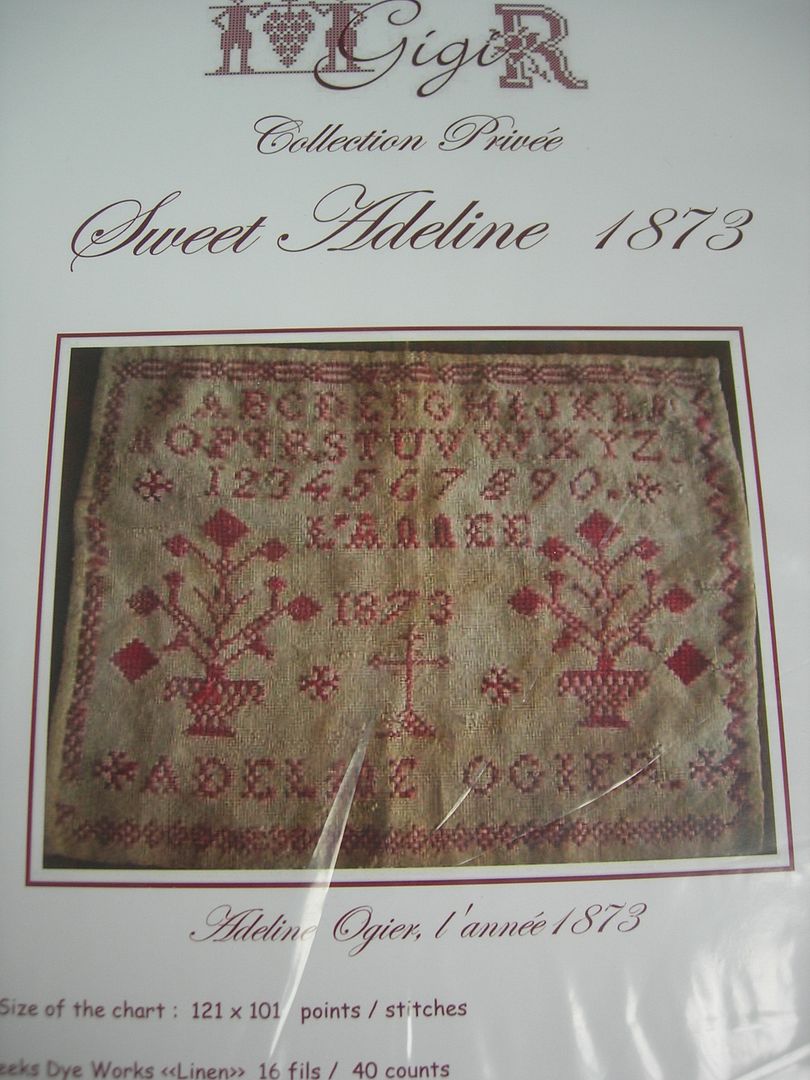 Gigi R
Collection Privée
Sweet Adeline 1873
ABCDEFGHIJKLM
NOPQRSTUVWXYZ.
1234567890.
L'ANNEE
1873
ADELINE OGIER.
Adeline Ogier, l'année 1873
Size of the chart : 121 x 101 points / stitches
eeks Dye Works «Linen» 16 fils / 40 counts